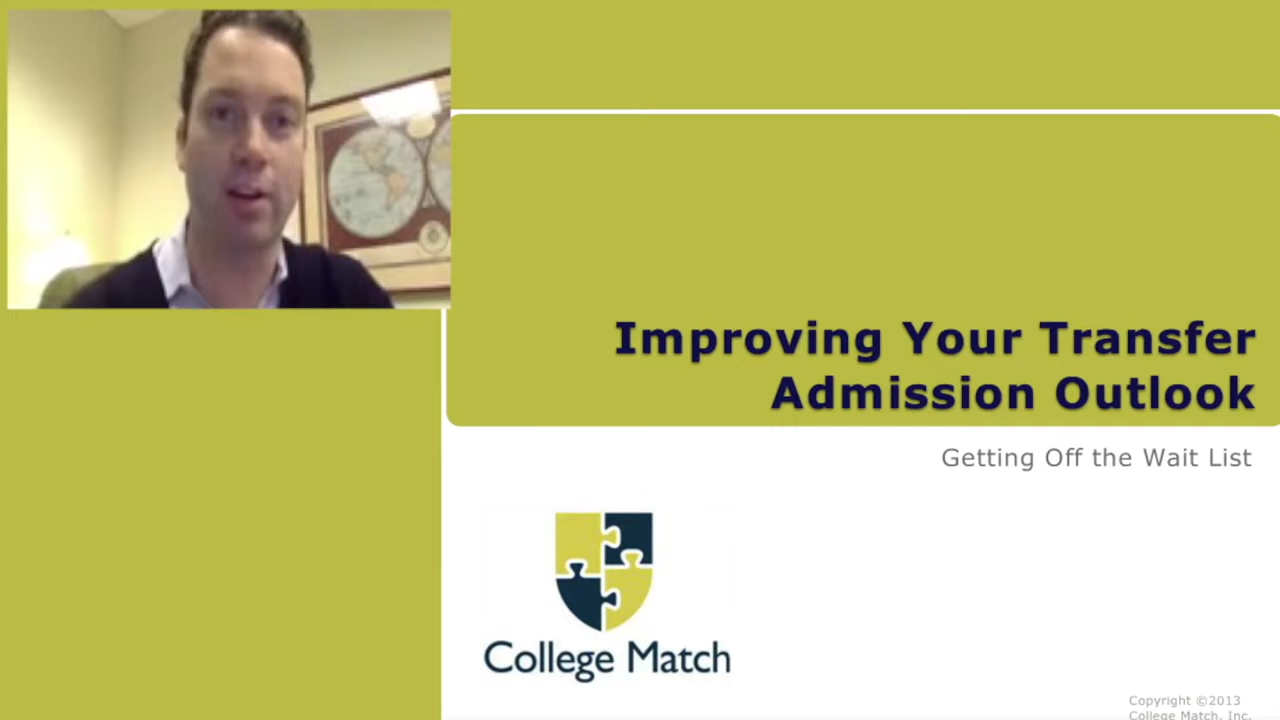 Improving Your Transfer
Admission Outlook
Getting Off the Wait List
College Match
Copyright ©2013
College Match, Inc.